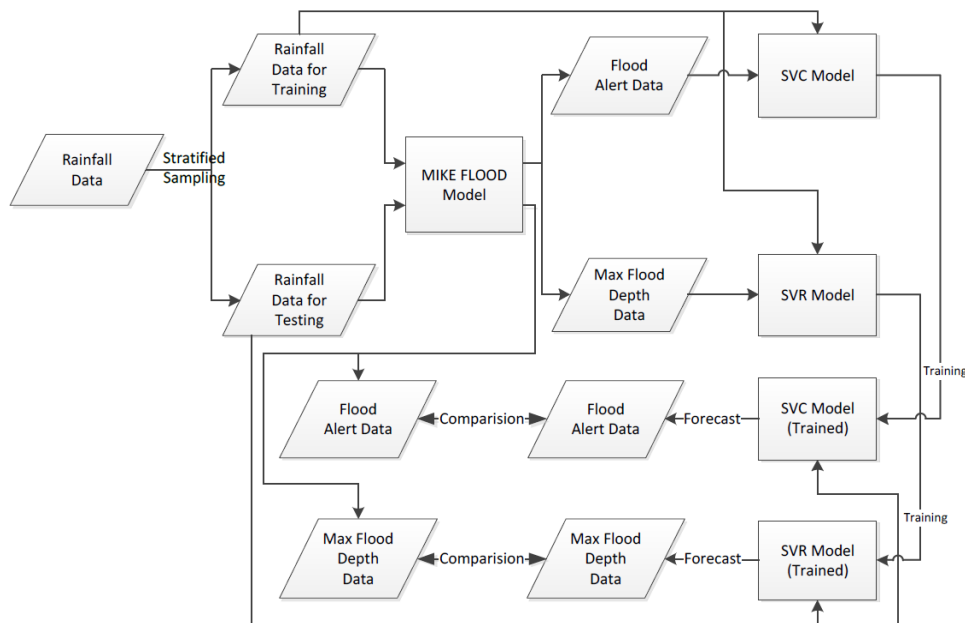 Rainfall
Data
Stratified
Sampling
Rainfall
Data for
Training
Rainfall
Data for
Testing
MIKE FLOOD
Model
Flood
Alert Data
SVC Model
Max Flood
Depth
Data
SVR Model
Training
Flood
Alert Data
Comparision
Flood
Alert Data
Forecast
SVC Model
(Trained)
Training
Max Flood
Depth
Data
Comparision
Max Flood
Depth
Data
Forecast
SVR Model
(Trained)